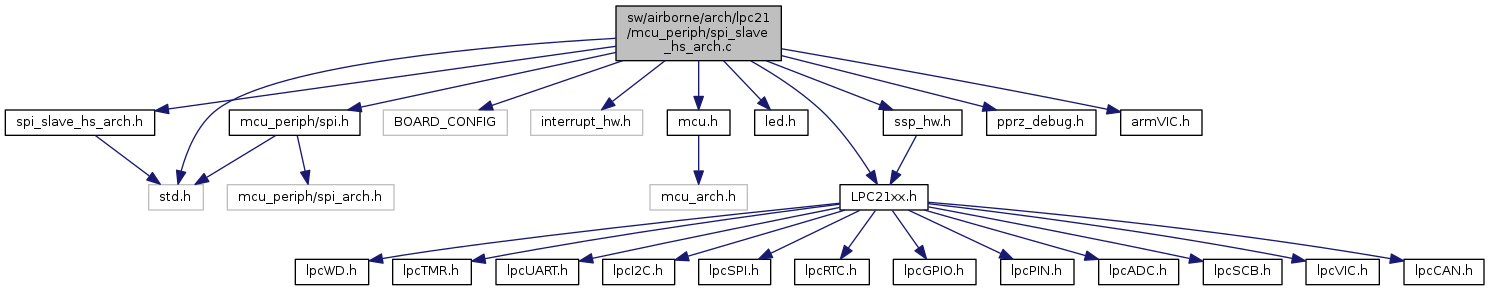 sw/airborne/arch/lpc21
/mcu_periph/spi_slave
_hs_arch.c
spi_slave_hs_arch.h
mcu_periph/spi.h
BOARD_CONFIG
interrupt_hw.h
mcu.h
led.h
ssp_hw.h
pprz_debug.h
armVIC.h
std.h
mcu_periph/spi_arch.h
mcu_arch.h
LPC21xx.h
lpcWD.h
lpcTMR.h
lpcUART.h
lpcI2C.h
lpcSPI.h
lpcRTC.h
lpcGPIO.h
lpcPIN.h
lpcADC.h
lpcSCB.h
lpcVIC.h
lpcCAN.h